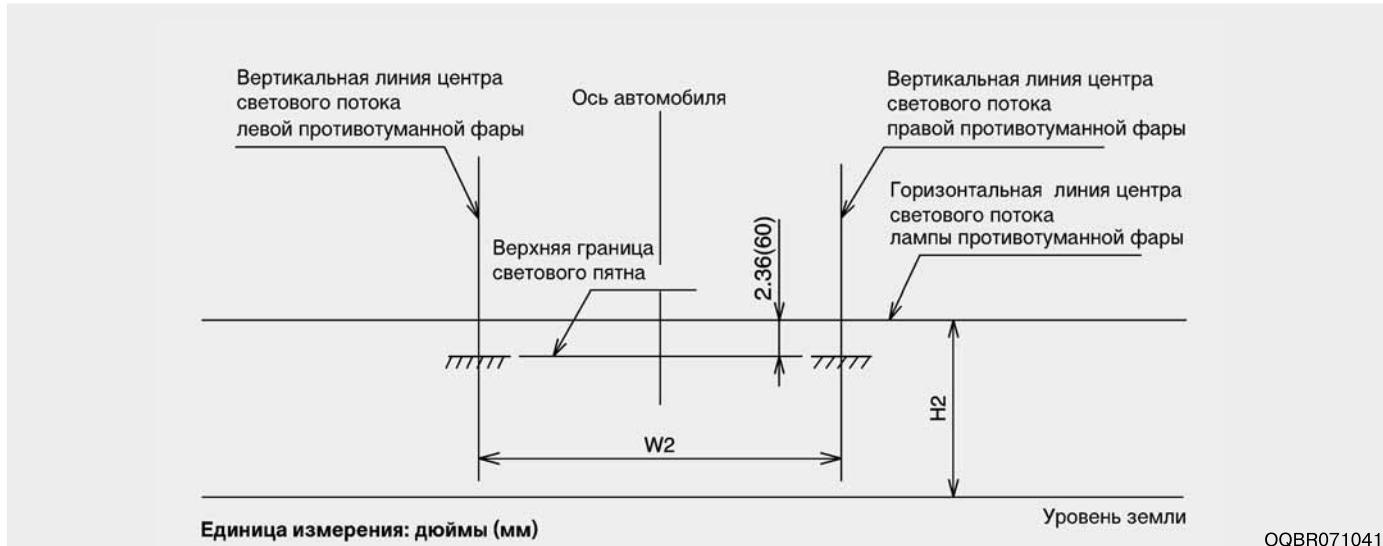 Вертикальная линия центра
светового потока
левой противотуманной фары
Ось автомобиля
Вертикальная линия центра
светового потока
правой противотуманной фары
Горизонтальная линия центра
светового потока
лампы противотуманной фары
Верхняя граница
светового пятна
2.36(60)
H2
W2
Уровень земли
Единица измерения: дюймы (мм)
OQBR071041